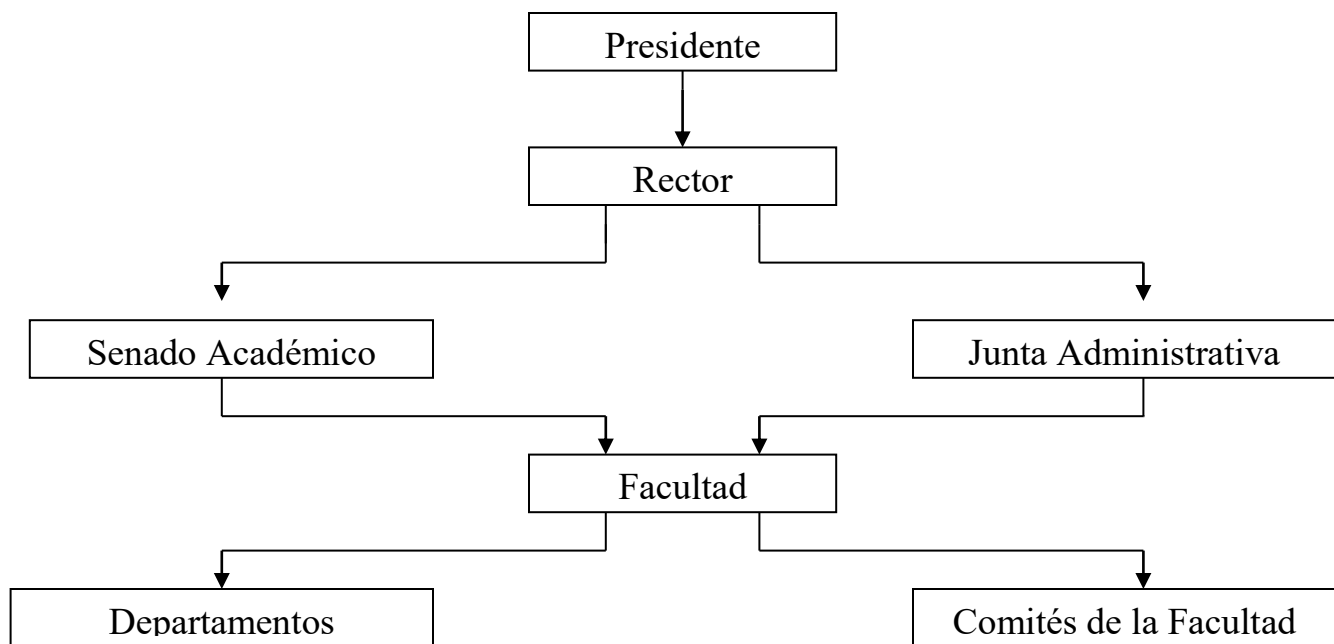 Presidente
Rector
Senado Académico
Junta Administrativa
Facultad
Departamentos
Comités de la Facultad